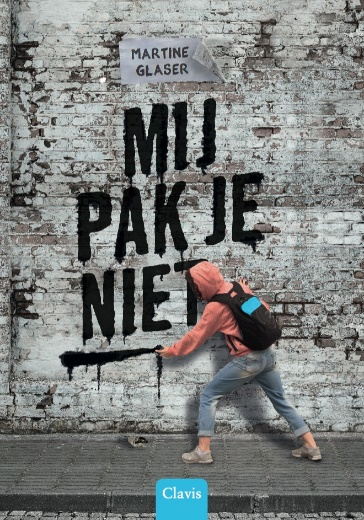 MARTINE
GLASER
MIJ
PAK JE
NIET
Clavis